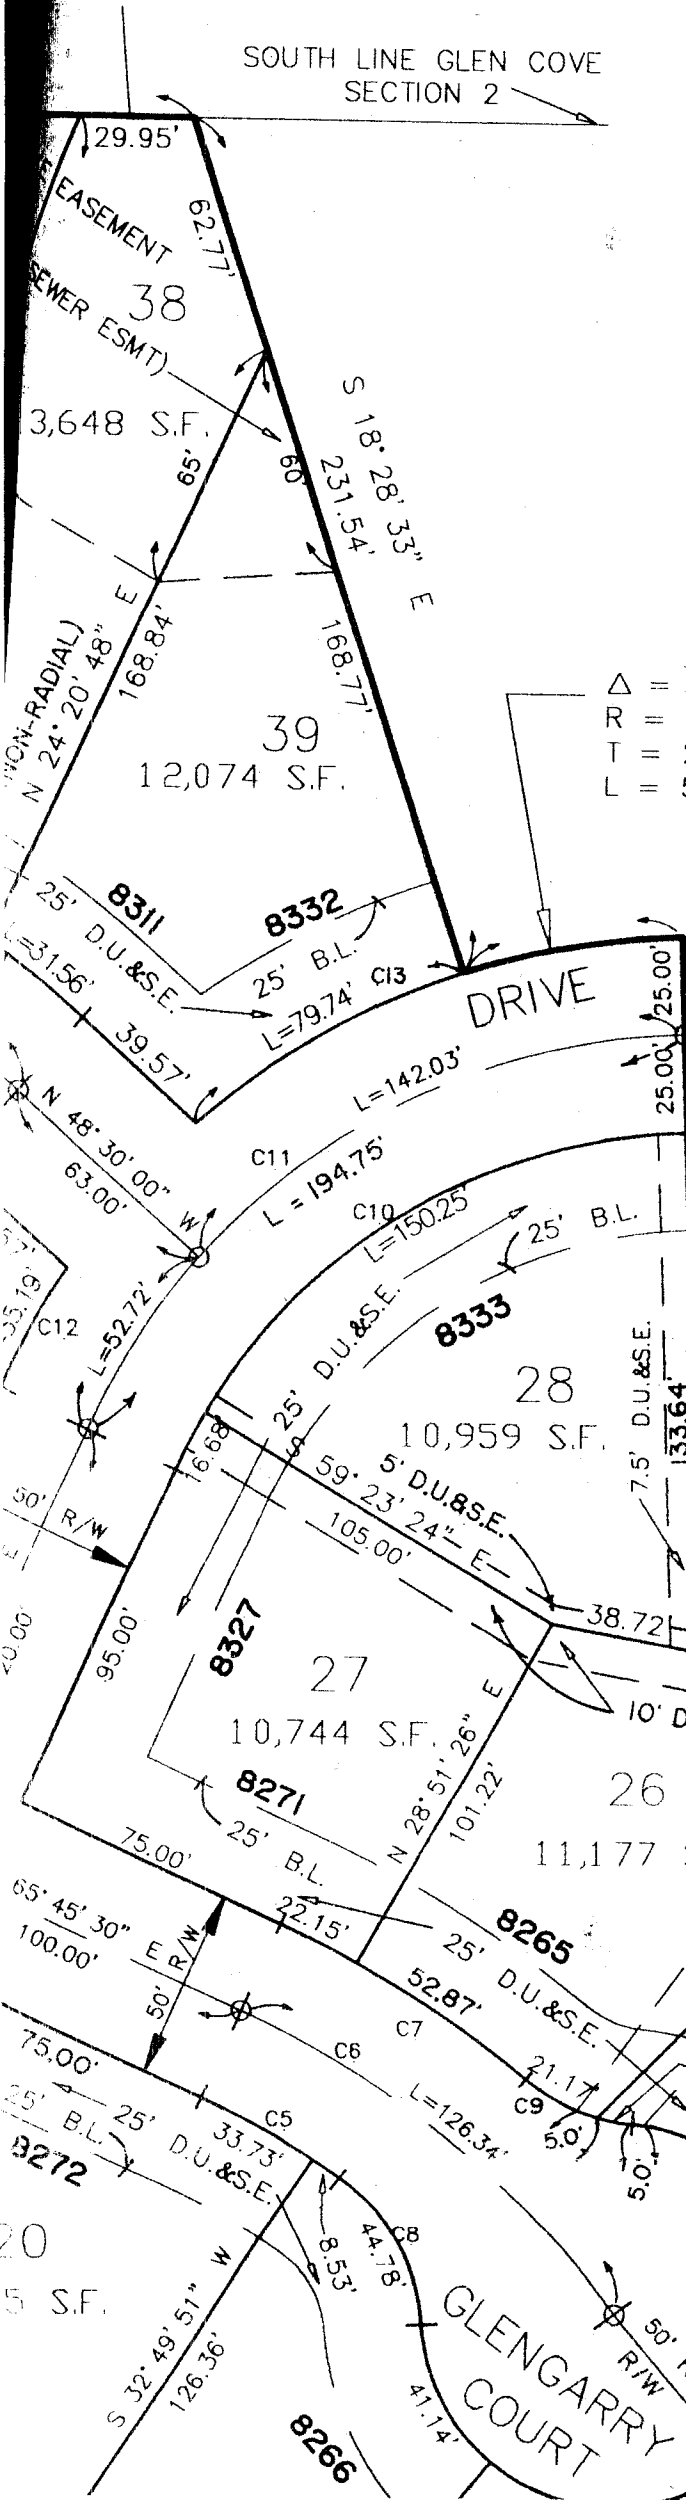 SOUTH LINE GLEN COVE
SECTION 2
29.95'
EASEMENT
62.77'
38
SEWER ESMT)
3,648 S.F.
65'
60'
S 18° 28' 33" E
231.54'
N 24° 20' 48" E
168.84'
168.77'
Δ =
R =
T =
L =
39
12,074 S.F.
8311
8332
25' D.U.&S.E.
25' B.L.
L=31.56'
C13
L=79.74'
DRIVE
25.00'
25.00'
39.57'
L=142.03'
N 48° 30' 00" W
63.00'
C11
L = 194.75'
C10
L=150.25'
25' B.L.
C12
L=52.72'
25' D.U.&S.E.
8333
7.5' D.U.&S.E.
133.64'
28
10,959 S.F.
16.68'
S 59° 23' 24" E
5' D.U.&S.E.
105.00'
50' R/W
38.72'
95.00'
8327
27
10,744 S.F.
N 28° 51' 26" E
101.22'
10' D
26
11,177
8271
25' B.L.
75.00'
22.15'
65° 45' 30" E
100.00'
50' R/W
8265
25' D.U.&S.E.
52.87'
C7
C6
75.00'
C5
33.73'
C9
21.17'
5.0'
5.0'
L=126.34'
25' B.L.
25' D.U.&S.E.
8272
8.53'
C8
44.78'
20
5 S.F.
S 32° 49' 51" W
126.36'
41.14'
GLENGARRY
COURT
50'
R/W
8266